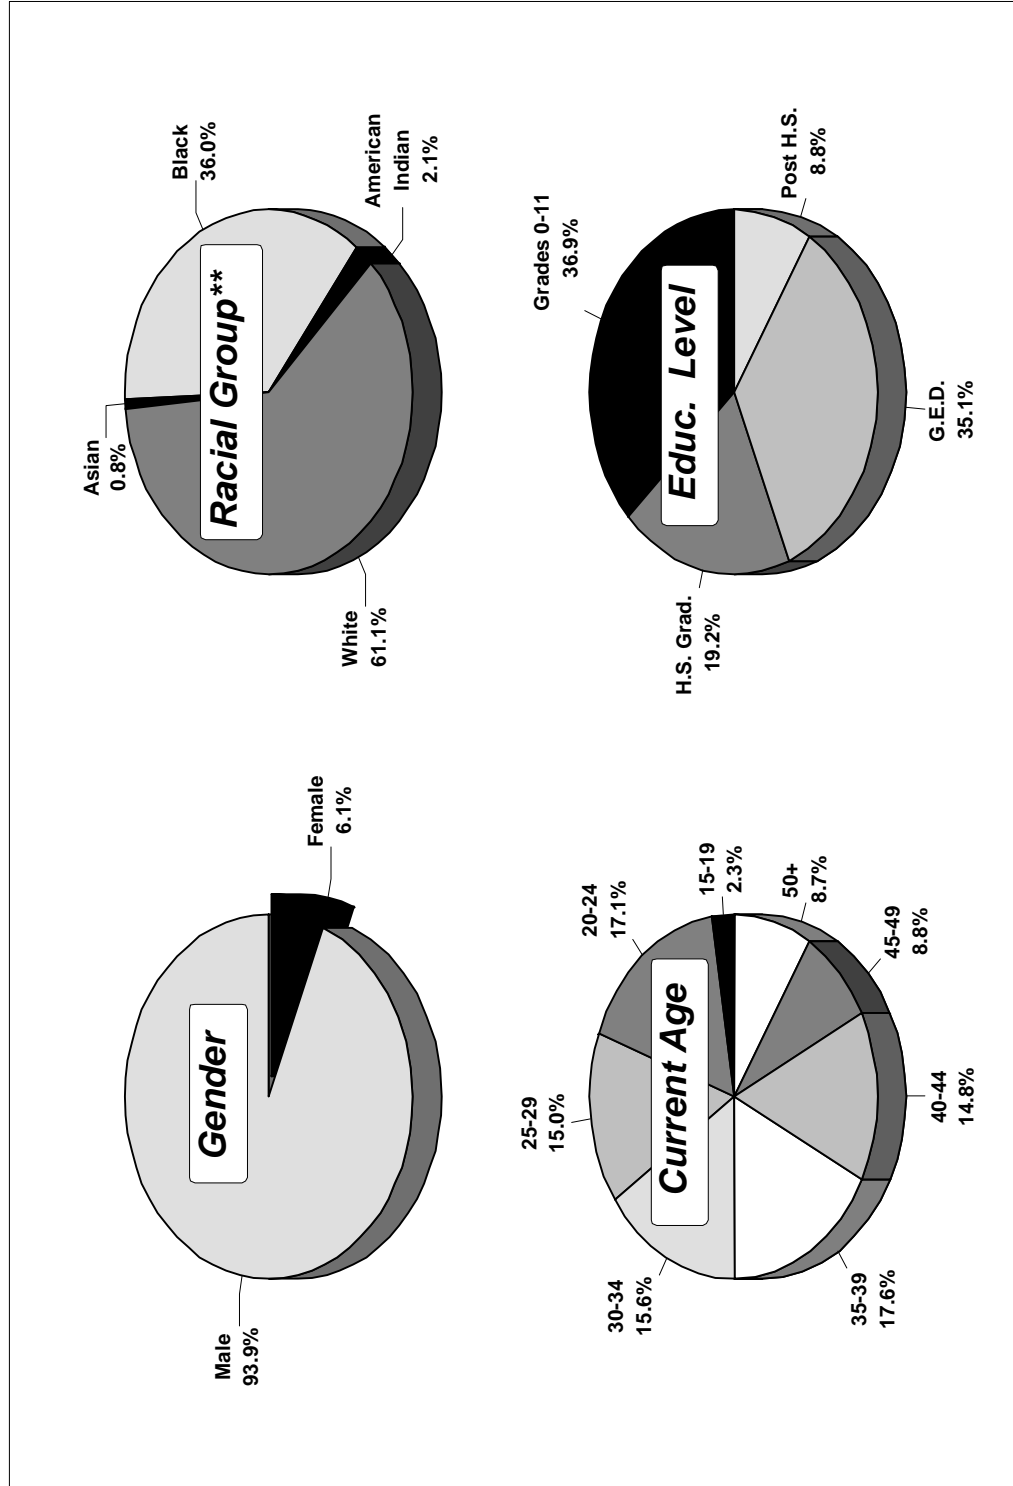 Gender
Male
93.9%
Female
6.1%
Racial Group**
Asian
0.8%
Black
36.0%
American
Indian
2.1%
White
61.1%
Current Age
25-29
15.0%
20-24
17.1%
15-19
2.3%
50+
8.7%
45-49
8.8%
40-44
14.8%
35-39
17.6%
30-34
15.6%
Educ. Level
Grades 0-11
36.9%
Post H.S.
8.8%
G.E.D.
35.1%
H.S. Grad.
19.2%